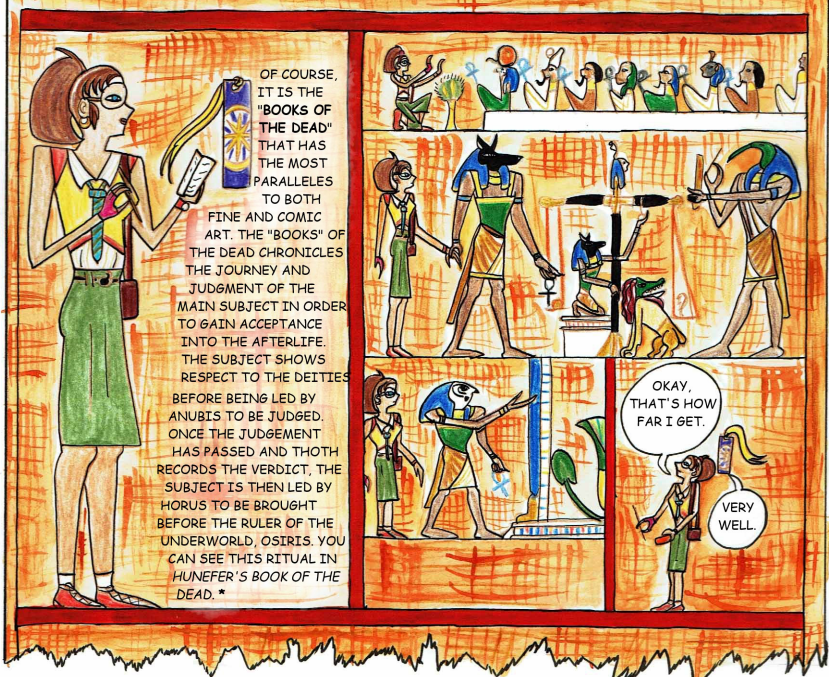 OF COURSE,
IT IS THE
"BOOKS OF
THE DEAD"
THAT HAS
THE MOST
PARALLELES
TO BOTH
FINE AND COMIC
ART. THE "BOOKS" OF
THE DEAD CHRONICLES
THE JOURNEY AND
JUDGMENT OF THE
MAIN SUBJECT IN ORDER
TO GAIN ACCEPTANCE
INTO THE AFTERLIFE.
THE SUBJECT SHOWS
RESPECT TO THE DEITIES
BEFORE BEING LED BY
ANUBIS TO BE JUDGED.
ONCE THE JUDGEMENT
HAS PASSED AND THOTH
RECORDS THE VERDICT, THE
SUBJECT IS THEN LED BY
HORUS TO BE BROUGHT
BEFORE THE RULER OF THE
UNDERWORLD, OSIRIS. YOU
CAN SEE THIS RITUAL IN
HUNEFER'S BOOK OF THE
DEAD. *
OKAY,
THAT'S HOW
FAR I GET.
VERY
WELL.